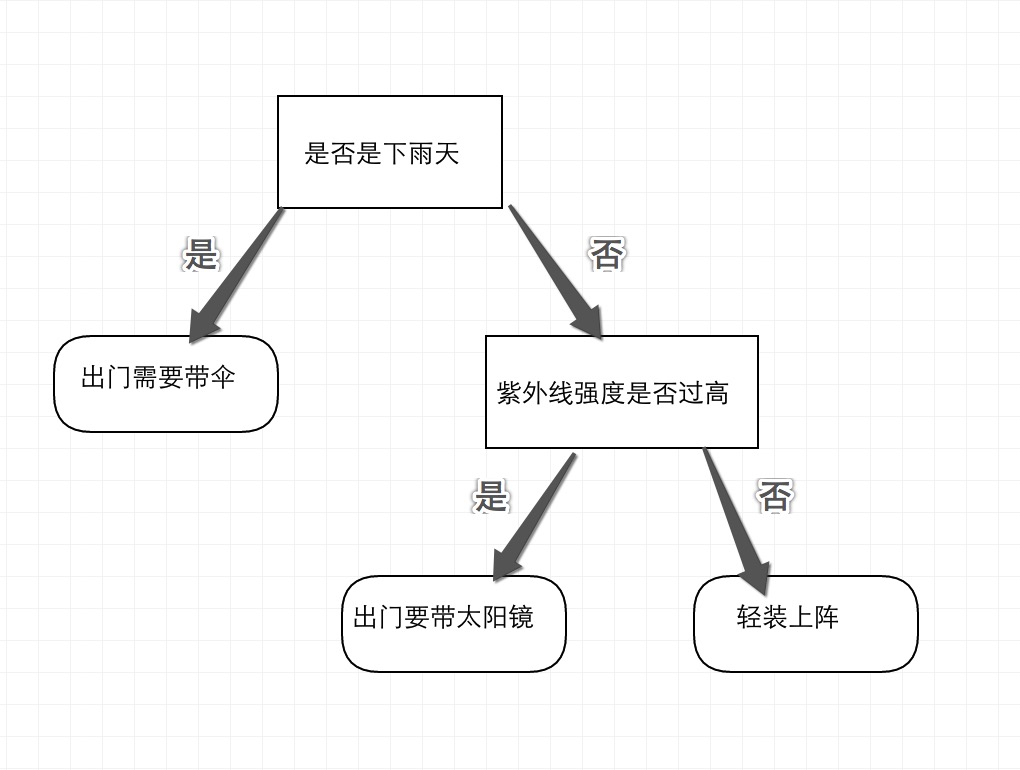 是否是下雨天
是
否
出门需要带伞
紫外线强度是否过高
是
否
出门要带太阳镜
轻装上阵